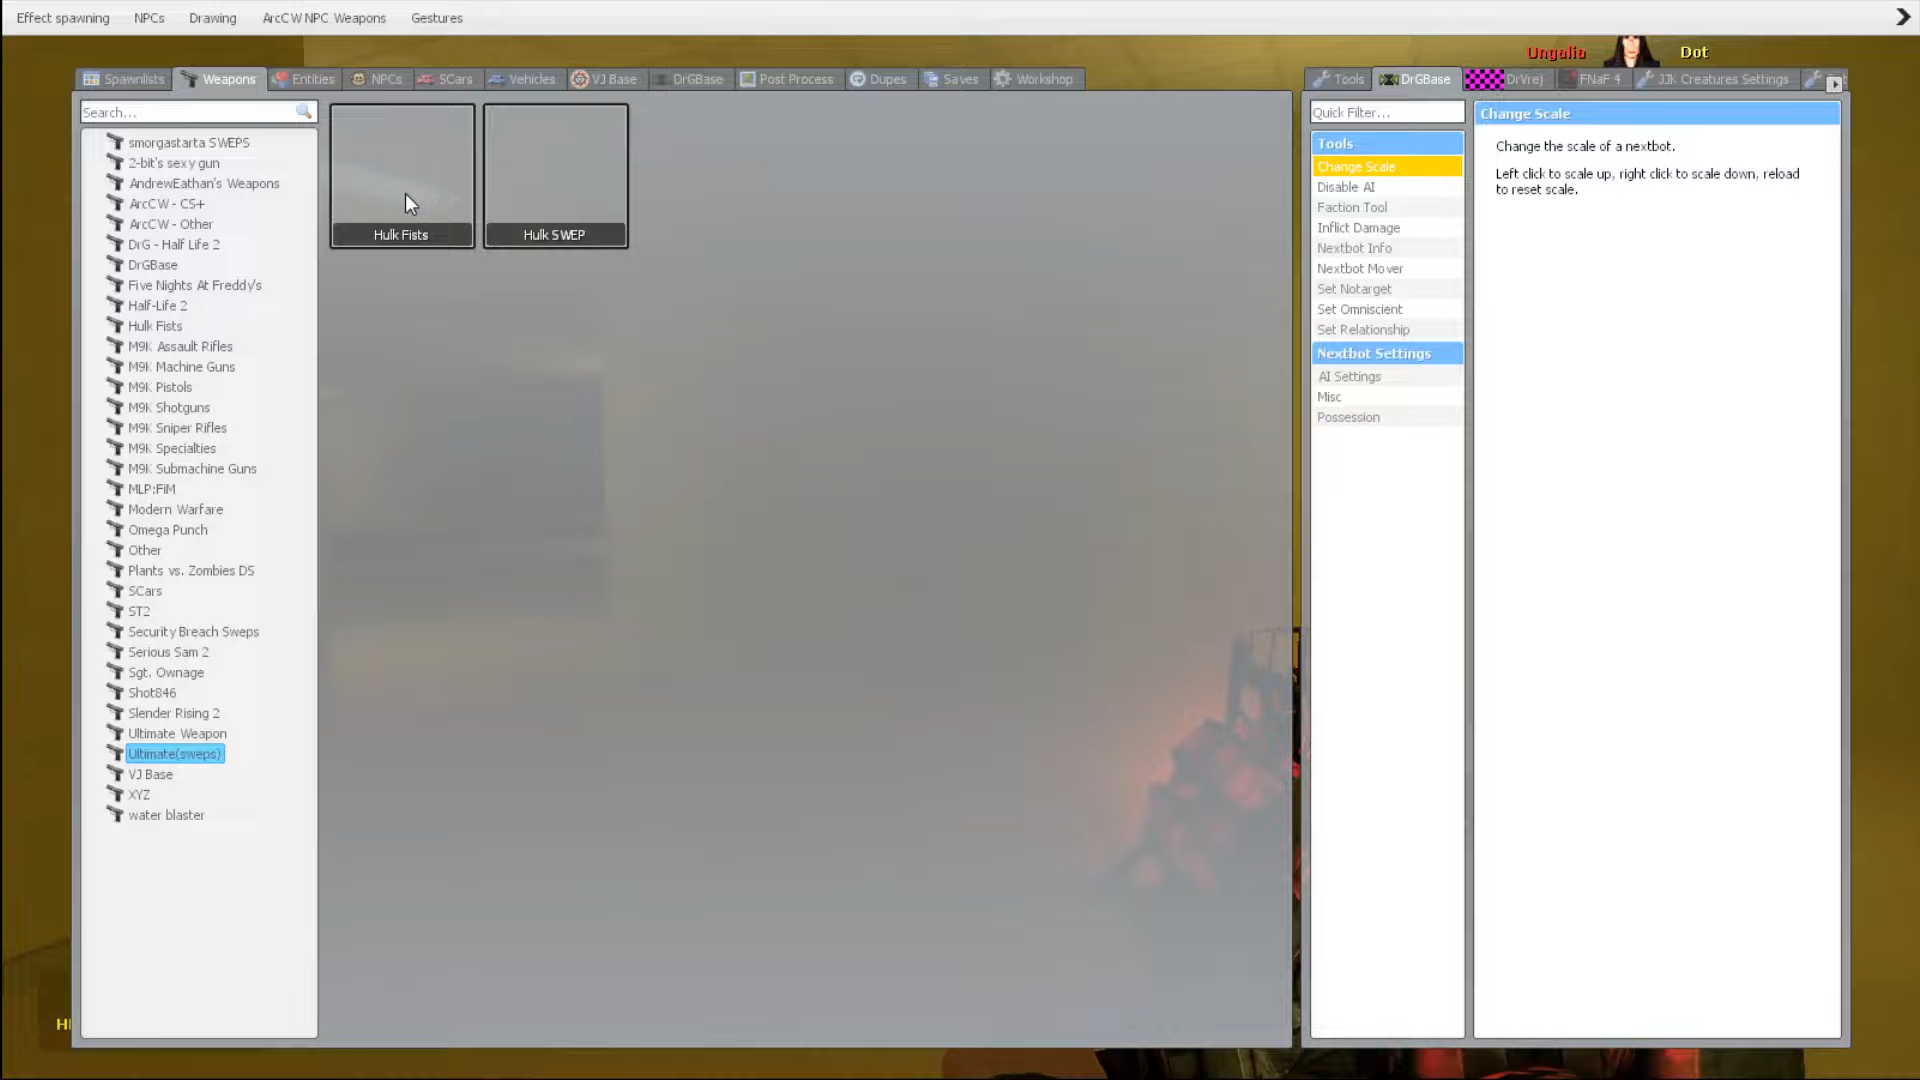 Effect spawning NPCs Drawing ArcCW NPC Weapons Gestures
Ungalia Dot
Spawnlists Weapons Entities NPCs SCars Vehicles VJ Base DrGBase Post Process Dupes Saves Workshop
Tools DrGBase DrVrej FNaF 4 JJK Creatures Settings
Search...
smorgastarta SWEPS
2-bit's sexy gun
AndrewEathan's Weapons
ArcCW - CS+
ArcCW - Other
DrG - Half Life 2
DrGBase
Five Nights At Freddy's
Half-Life 2
Hulk Fists
M9K Assault Rifles
M9K Machine Guns
M9K Pistols
M9K Shotguns
M9K Sniper Rifles
M9K Specialties
M9K Submachine Guns
MLP:FiM
Modern Warfare
Omega Punch
Other
Plants vs. Zombies DS
SCars
ST2
Security Breach Sweps
Serious Sam 2
Sgt. Ownage
Shot846
Slender Rising 2
Ultimate Weapon
Ultimate(sweps)
VJ Base
XYZ
water blaster
Hulk Fists
Hulk SWEP
Quick Filter...
Tools
Change Scale
Disable AI
Faction Tool
Inflict Damage
Nextbot Info
Nextbot Mover
Set Notarget
Set Omniscient
Set Relationship
Nextbot Settings
AI Settings
Misc
Possession
Change Scale
Change the scale of a nextbot.
Left click to scale up, right click to scale down, reload
to reset scale.